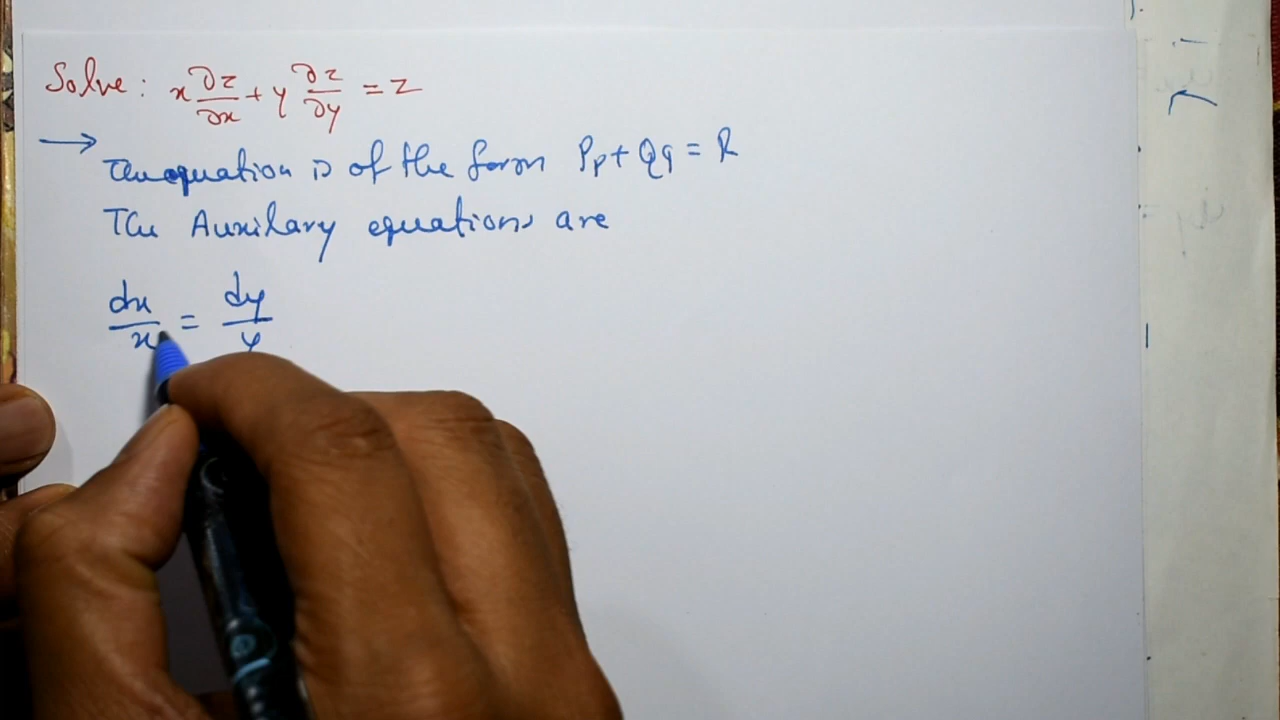 Solve: x ∂z/∂x + y ∂z/∂y = z
→ The equation is of the form Pp + Qq = R
The Auxilary equations are
dx/x = dy/y